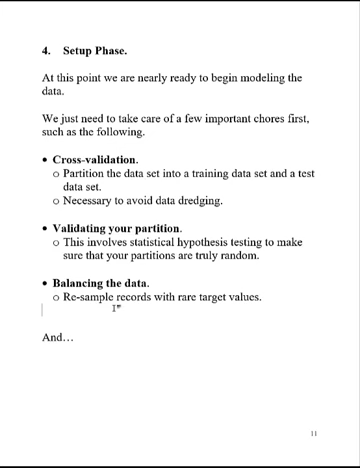 4. Setup Phase.
At this point we are nearly ready to begin modeling the
data.
We just need to take care of a few important chores first,
such as the following.
• Cross-validation.
o Partition the data set into a training data set and a test
data set.
o Necessary to avoid data dredging.
• Validating your partition.
o This involves statistical hypothesis testing to make
sure that your partitions are truly random.
• Balancing the data.
o Re-sample records with rare target values.
And…
11